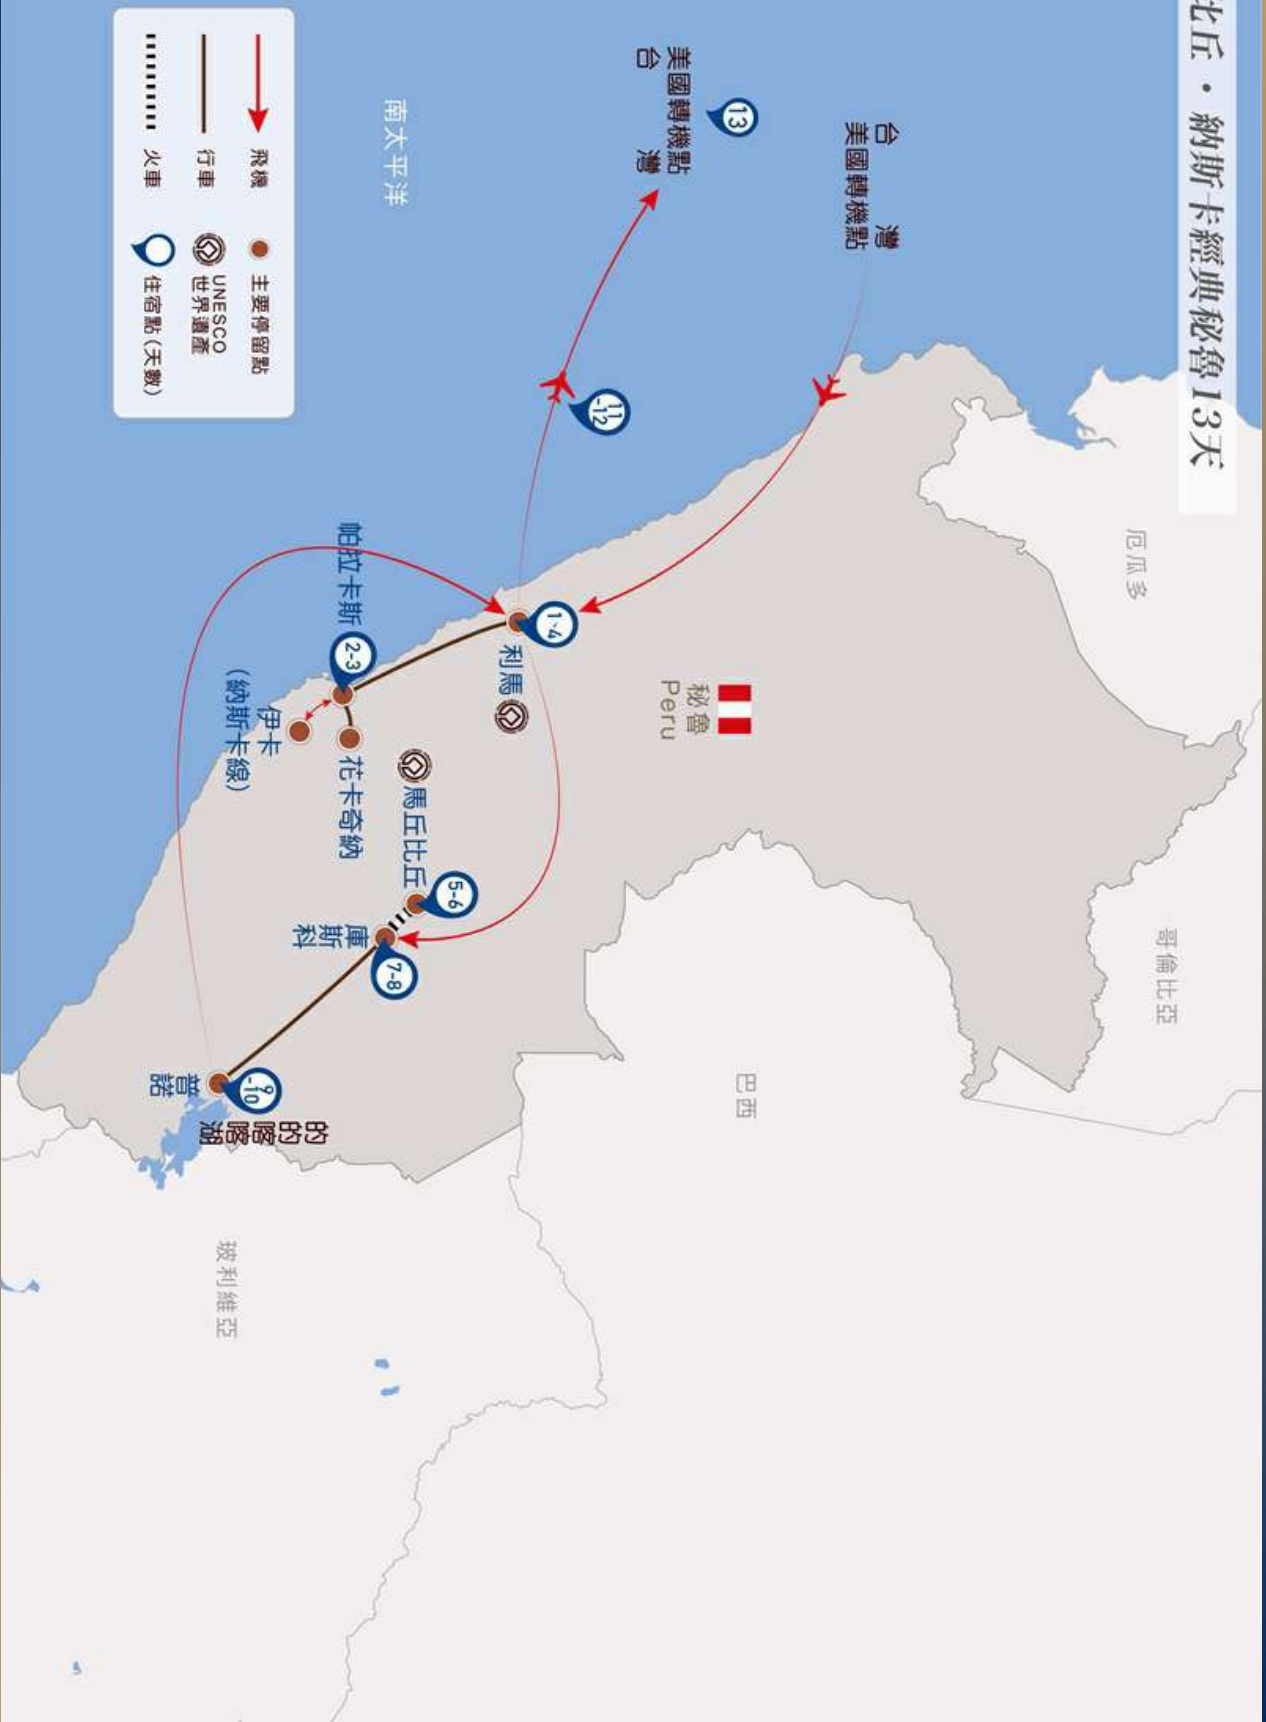 比丘・納斯卡經典秘魯13天
厄瓜多
哥倫比亞
台灣
美國轉機點
秘魯
Peru
巴西
13
美國轉機點
台灣
11
-12
1、4
利馬
南太平洋
帕拉卡斯
2-3
花卡奇納
伊卡
(納斯卡線)
馬丘比丘
5-6
庫斯科
7-8
9
-10
普諾
的的喀喀湖
玻利維亞
飛機
主要停留點
行車
UNESCO
世界遺產
火車
住宿點(天數)